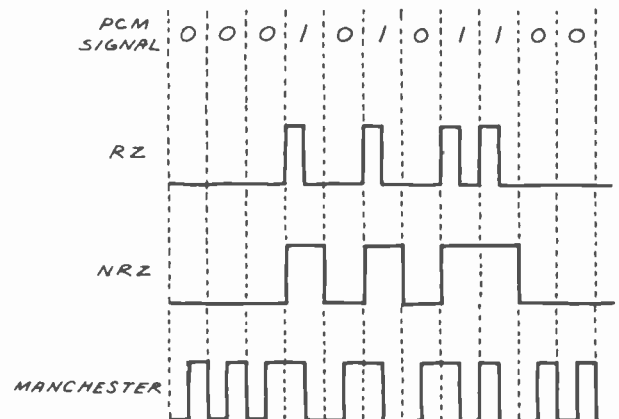 PCM
SIGNAL
0 0 0 1 0 1 0 1 1 0 0
RZ
NRZ
MANCHESTER